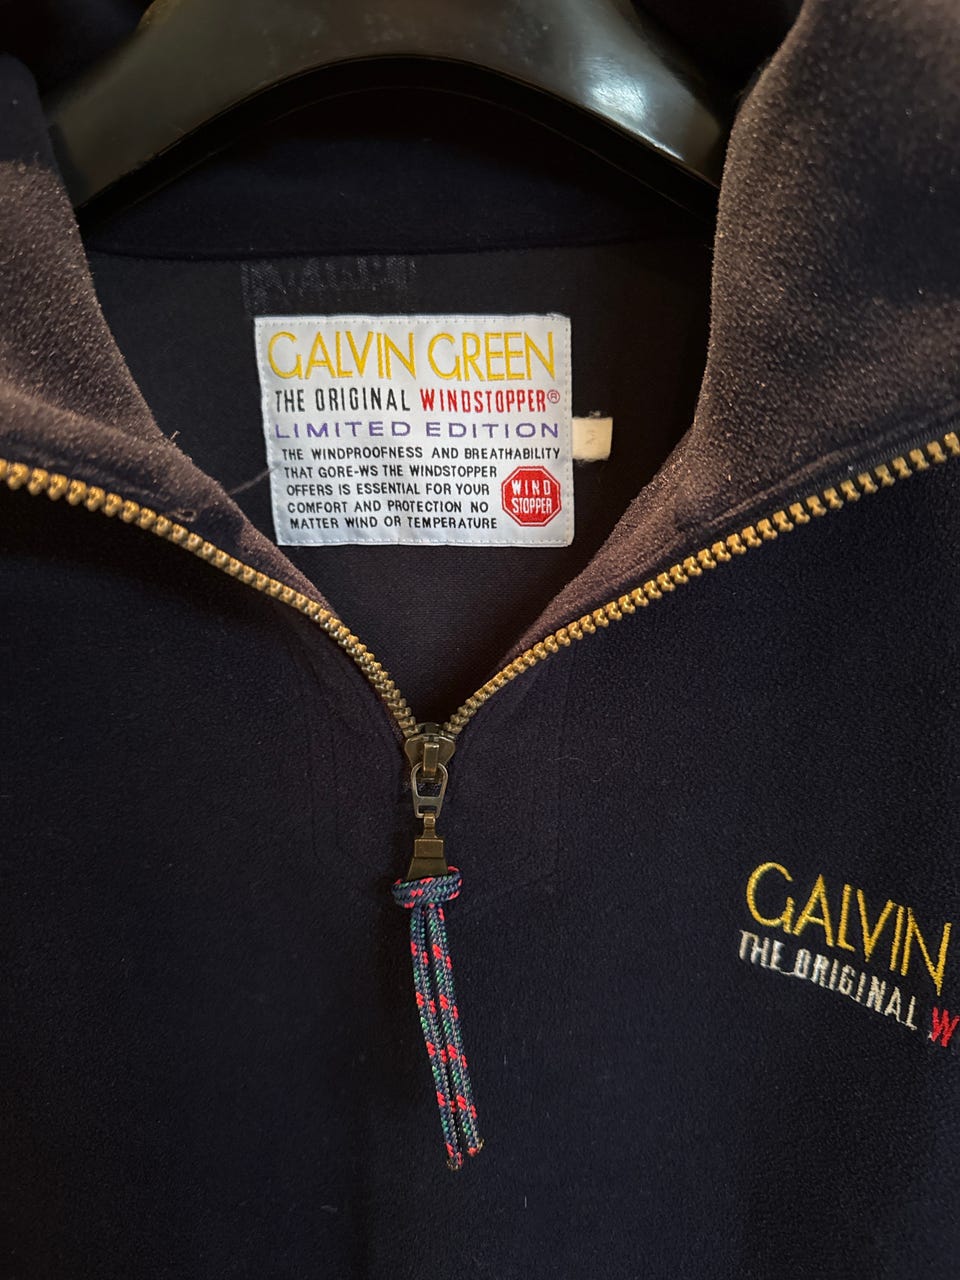 GALVIN GREEN
THE ORIGINAL WINDSTOPPER®
LIMITED EDITION
THE WINDPROOFNESS AND BREATHABILITY
THAT GORE-WS THE WINDSTOPPER
OFFERS IS ESSENTIAL FOR YOUR
COMFORT AND PROTECTION NO
MATTER WIND OR TEMPERATURE
WIND
STOPPER
GALVIN
THE ORIGINAL W